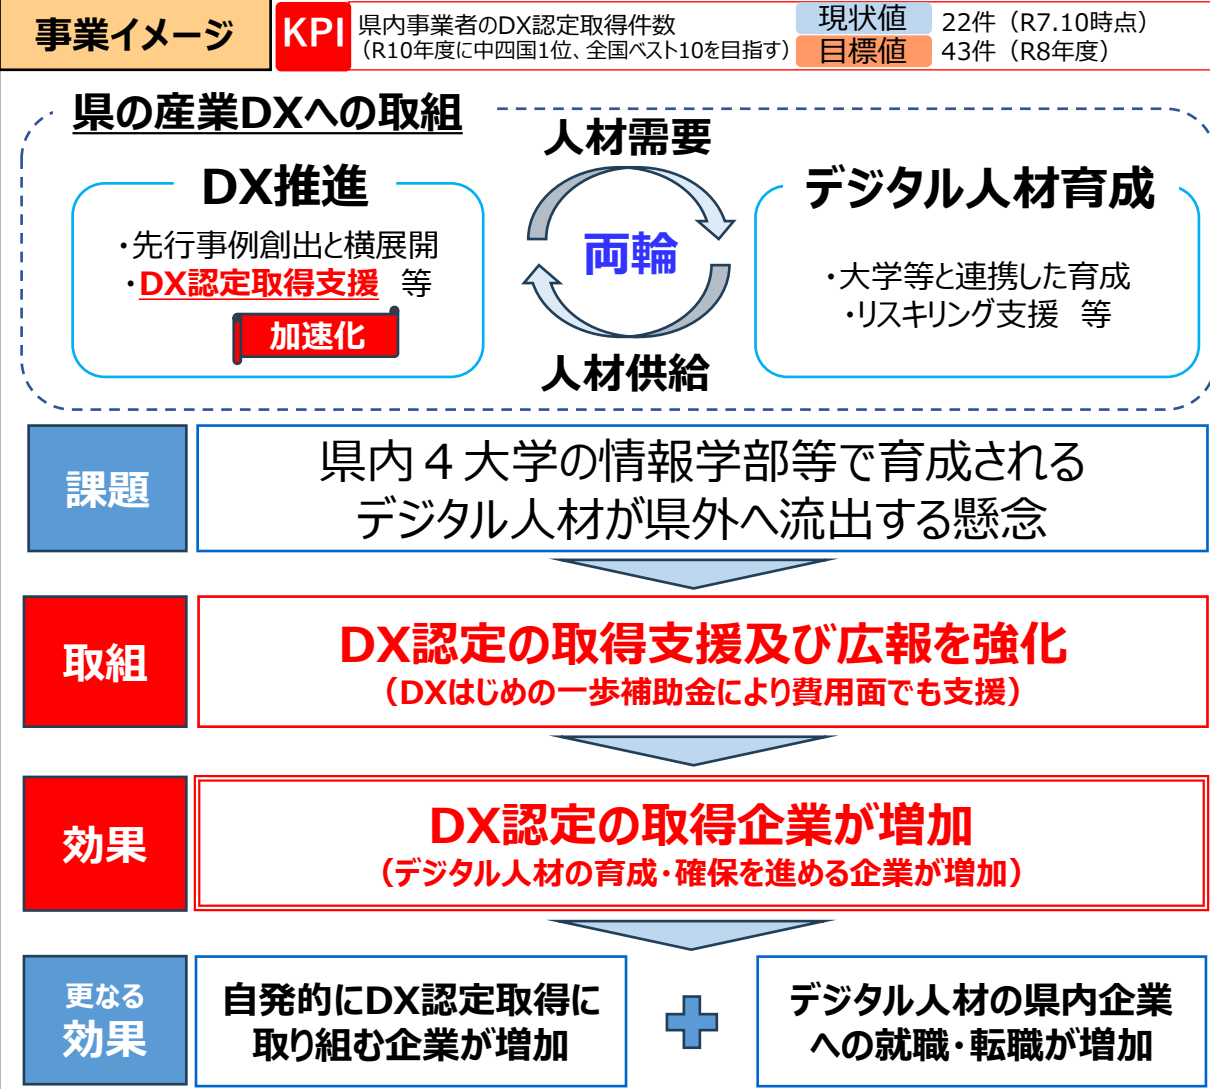 事業イメージ
KPI
県内事業者のDX認定取得件数
（R10年度に中四国1位、全国ベスト10を目指す）
現状値 22件（R7.10時点）
目標値 43件（R8年度）
県の産業DXへの取組
DX推進
・先行事例創出と横展開
・DX認定取得支援 等
加速化
人材需要
両輪
人材供給
デジタル人材育成
・大学等と連携した育成
・リスキリング支援 等
課題
県内４大学の情報学部等で育成される
デジタル人材が県外へ流出する懸念
取組
DX認定の取得支援及び広報を強化
（DXはじめの一歩補助金により費用面でも支援）
効果
DX認定の取得企業が増加
（デジタル人材の育成・確保を進める企業が増加）
更なる
効果
自発的にDX認定取得に
取り組む企業が増加
デジタル人材の県内企業
への就職・転職が増加